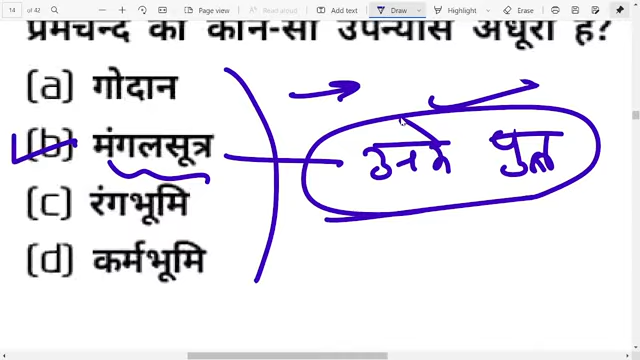 14 of 42 Page view Read aloud Add text Draw Highlight Erase
प्रेमचन्द का कौन-सा उपन्यास अधूरा है?
(a) गोदान
(b) मंगलसूत्र
(c) रंगभूमि
(d) कर्मभूमि
उनके पुत्र